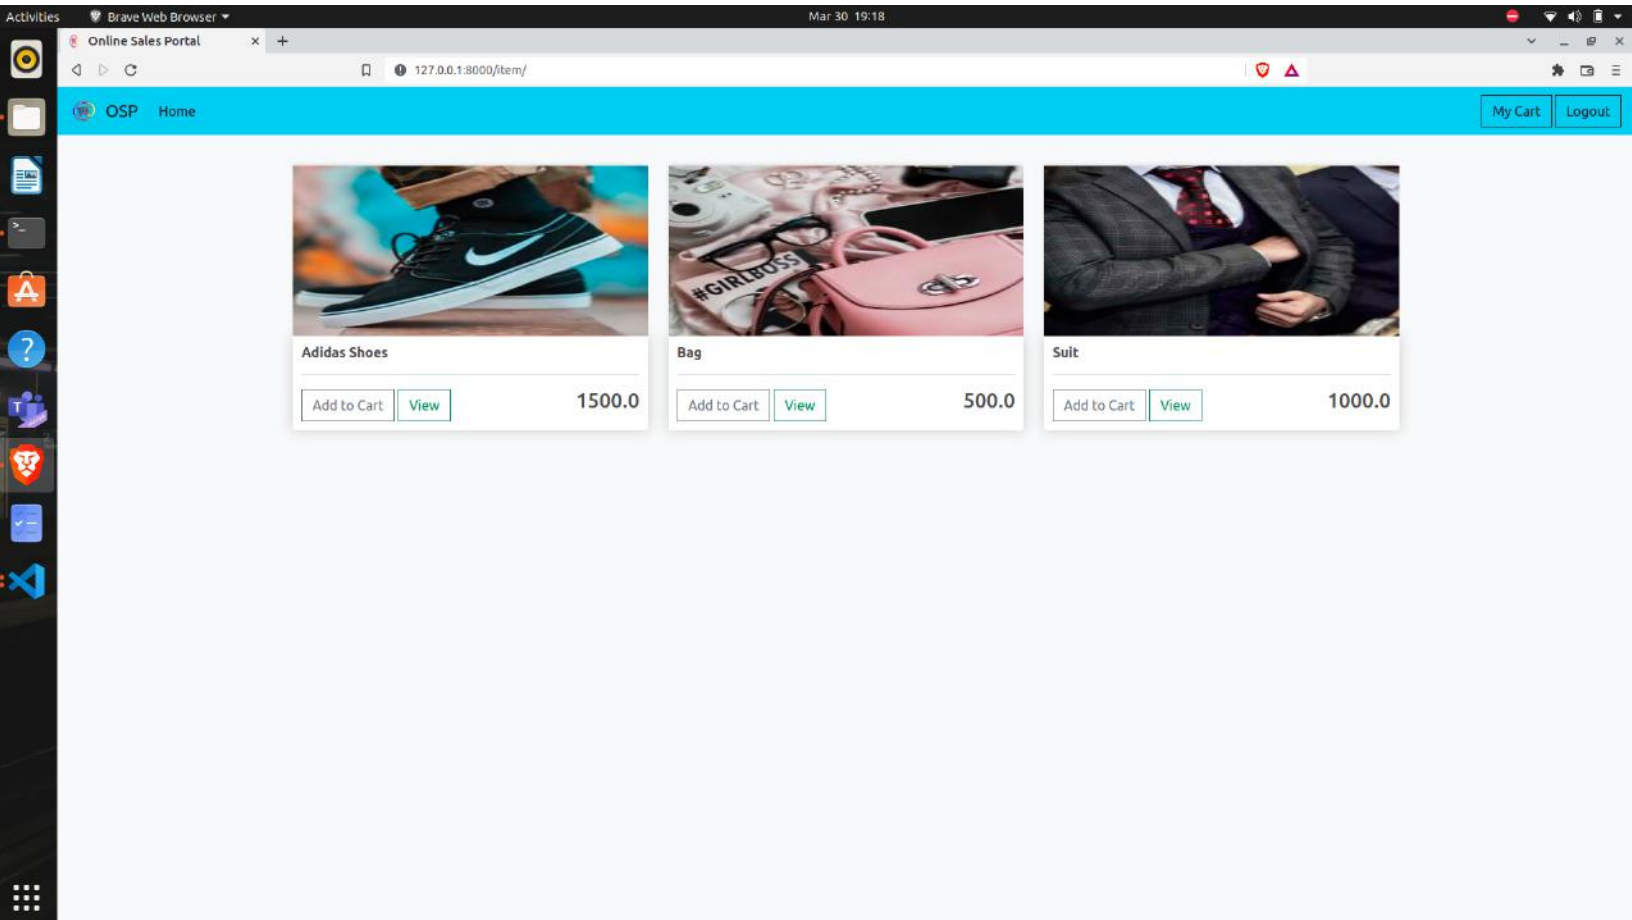 Activities Brave Web Browser Mar 30 19:18
Online Sales Portal
127.0.0.1:8000/item/
OSP Home My Cart Logout
#GIRLBOSS
Adidas Shoes
Add to Cart View 1500.0
Bag
Add to Cart View 500.0
Suit
Add to Cart View 1000.0